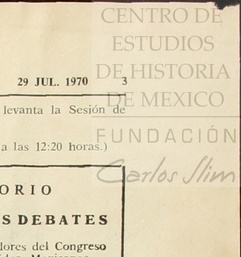 CENTRO DE
ESTUDIOS
DE HISTORIA
DE MEXICO
FUNDACIÓN
Carlos Slim
29 JUL. 1970 3
levanta la Sesión de
a las 12:20 horas.)
ORIO
S DEBATES
dores del Congreso